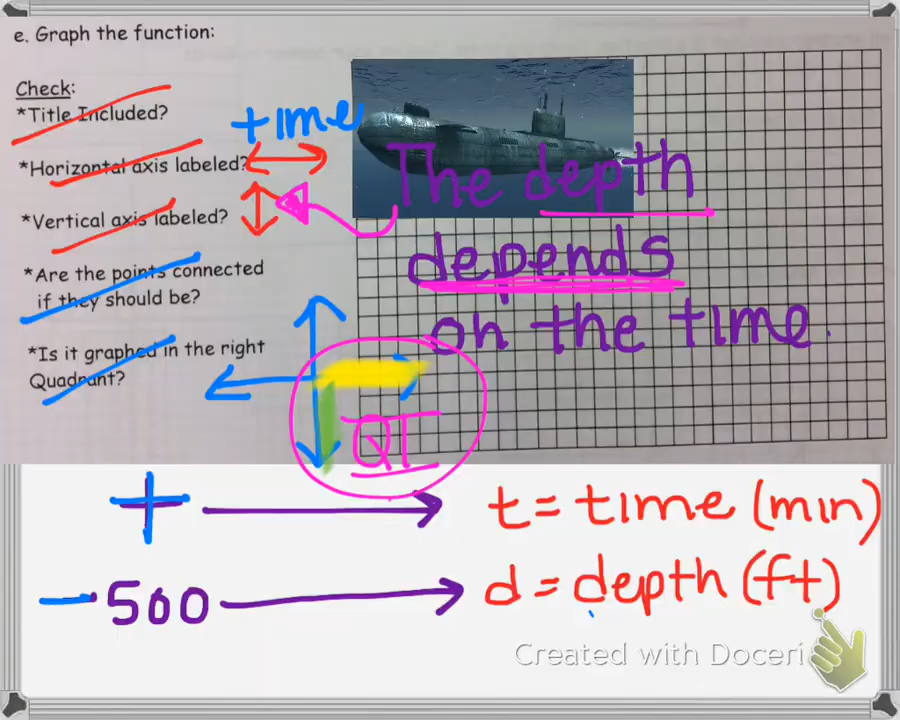 e. Graph the function:
Check:
*Title Included?
time
*Horizontal axis labeled?
*Vertical axis labeled?
*Are the points connected
if they should be?
*Is it graphed in the right
Quadrant?
The depth
depends
on the time.
QT
+ t = time (min)
-500 d = depth (ft)
Created with Doceri